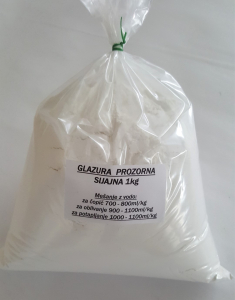 GLAZURA PROZORNA
SIJAJNA 1kg
Mešanje z vodo:
za čopič 700 - 800ml/kg
za oblivanje 900 - 1100ml/kg
za potapljanje 1000 - 1100ml/kg